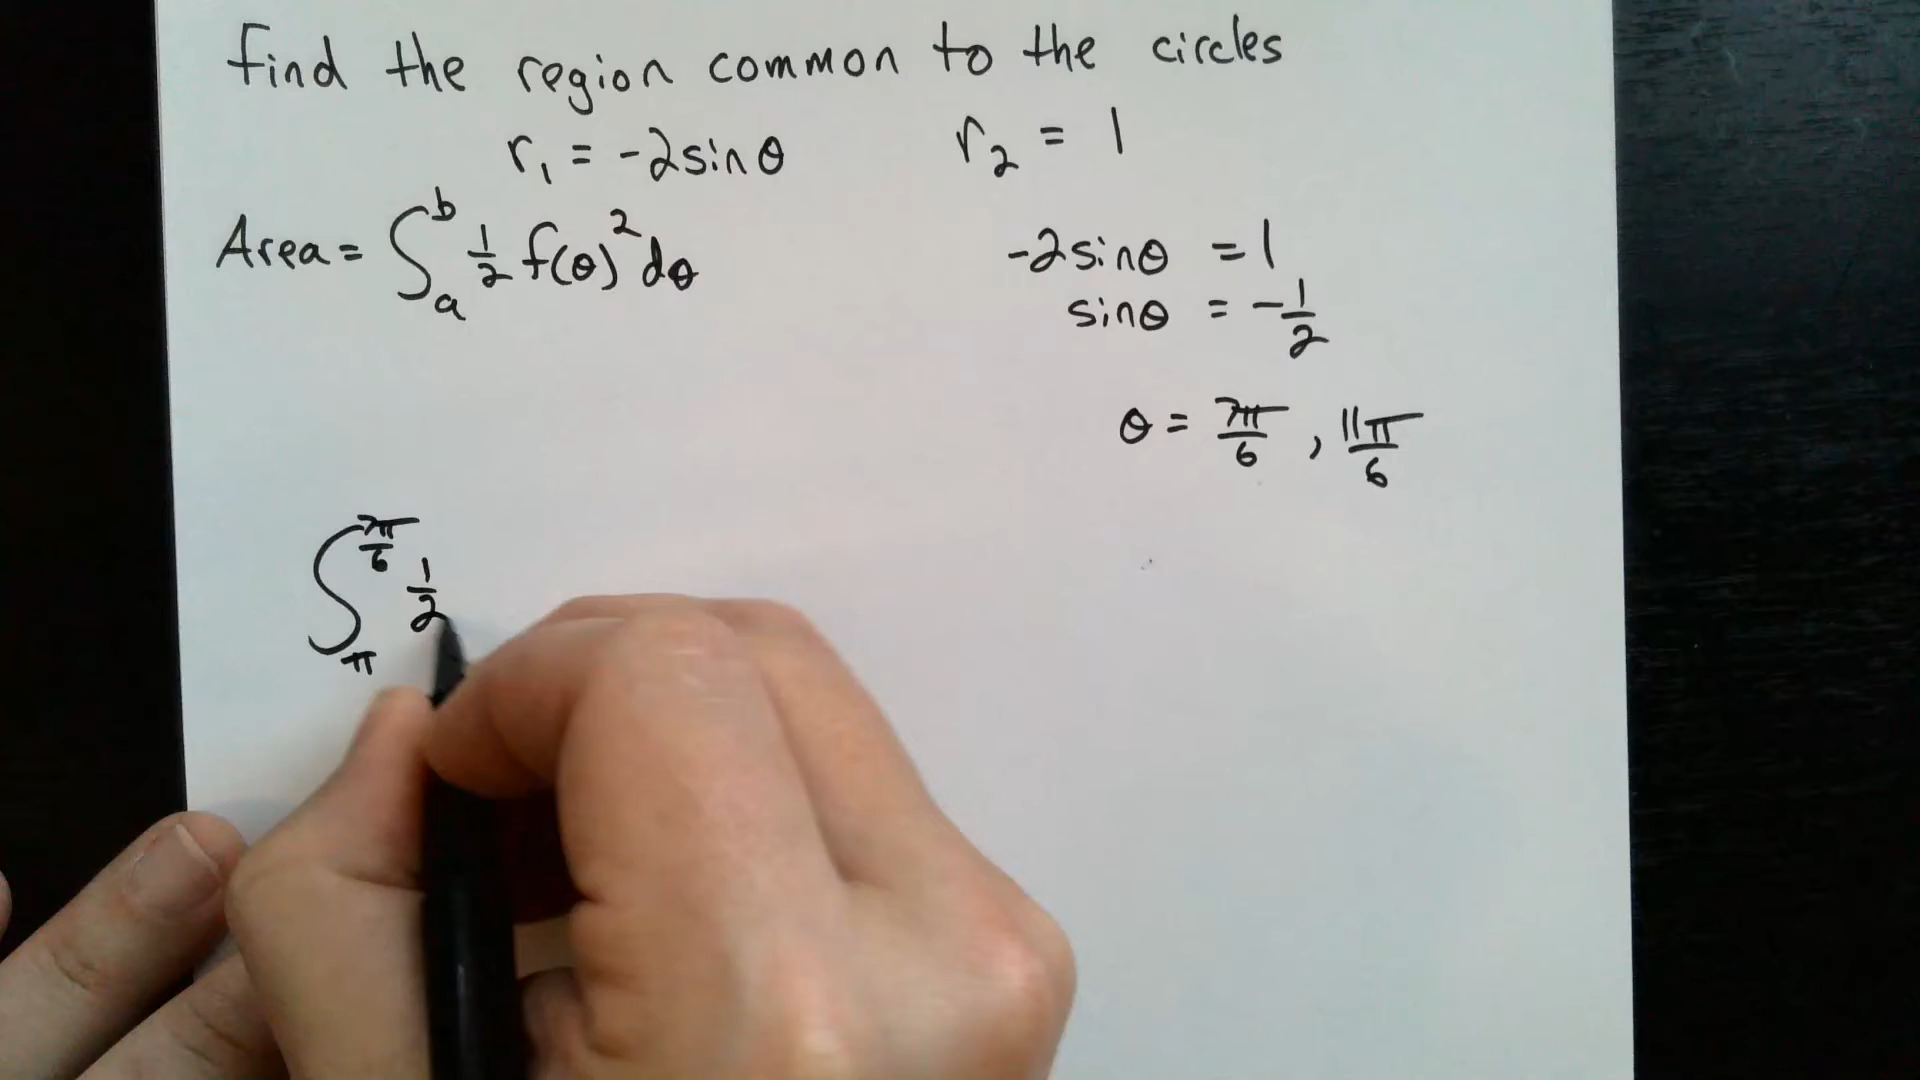 find the region common to the circles
r₁ = -2sinθ r₂ = 1
Area = ∫ₐᵇ 1/2 f(θ)² dθ
-2sinθ = 1
sinθ = -1/2
θ = 7π/6 , 11π/6
∫_π^(7π/6) 1/2